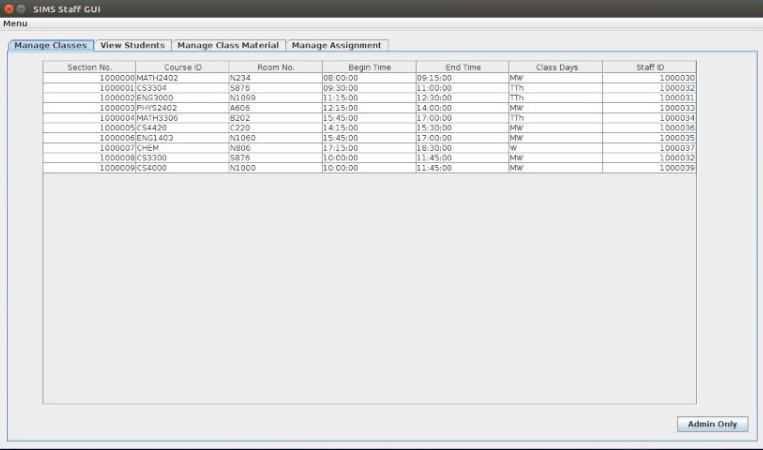 SIMS Staff GUI
Menu
Manage Classes View Students Manage Class Material Manage Assignment
Section No. Course ID Room No. Begin Time End Time Class Days Staff ID
1000000 MATH2402 N234 08:00:00 09:15:00 MW 1000030
1000001 CS3304 S876 09:30:00 11:00:00 TTh 1000032
1000002 ENG3000 N1099 11:15:00 12:30:00 TTh 1000031
1000003 PHYS2402 A606 12:15:00 14:00:00 MW 1000033
1000004 MATH3306 B202 15:45:00 17:00:00 TTh 1000034
1000005 CS4420 C220 14:15:00 15:30:00 MW 1000036
1000006 ENG1403 N1060 15:45:00 17:00:00 MW 1000035
1000007 CHEM N806 17:15:00 18:30:00 W 1000037
1000008 CS3300 S876 10:00:00 11:45:00 MW 1000032
1000009 CS4000 N1000 10:00:00 11:45:00 MW 1000039
Admin Only